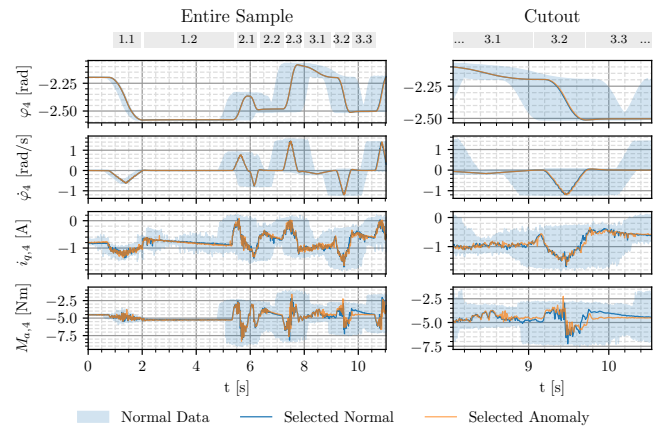 Entire Sample
Cutout
1.1 1.2 2.1 2.2 2.3 3.1 3.2 3.3
... 3.1 3.2 3.3 ...
φ₄ [rad]
−2.25
−2.50
−2.25
−2.50
φ̇₄ [rad/s]
1
0
−1
1
0
−1
i_{q,4} [A]
0
−1
0
−1
M_{a,4} [Nm]
−2.5
−5.0
−7.5
−2.5
−5.0
−7.5
0 2 4 6 8 10
9 10
t [s]
t [s]
Normal Data Selected Normal Selected Anomaly